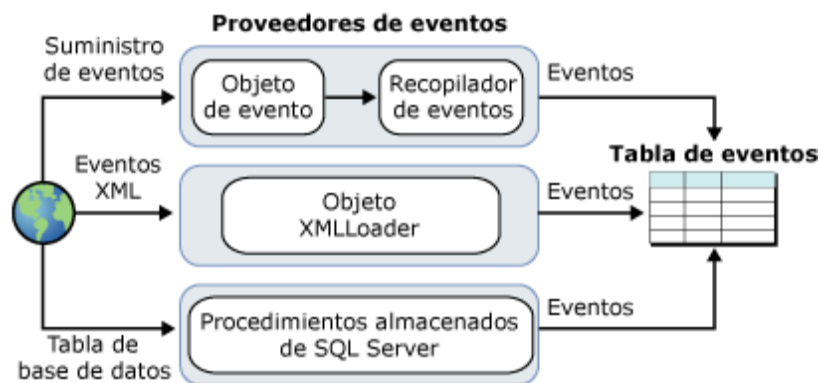 Proveedores de eventos
Suministro
de eventos
Objeto
de evento
Recopilador
de eventos
Eventos
Tabla de eventos
Eventos
XML
Objeto
XMLLoader
Eventos
Tabla de
base de datos
Procedimientos almacenados
de SQL Server
Eventos